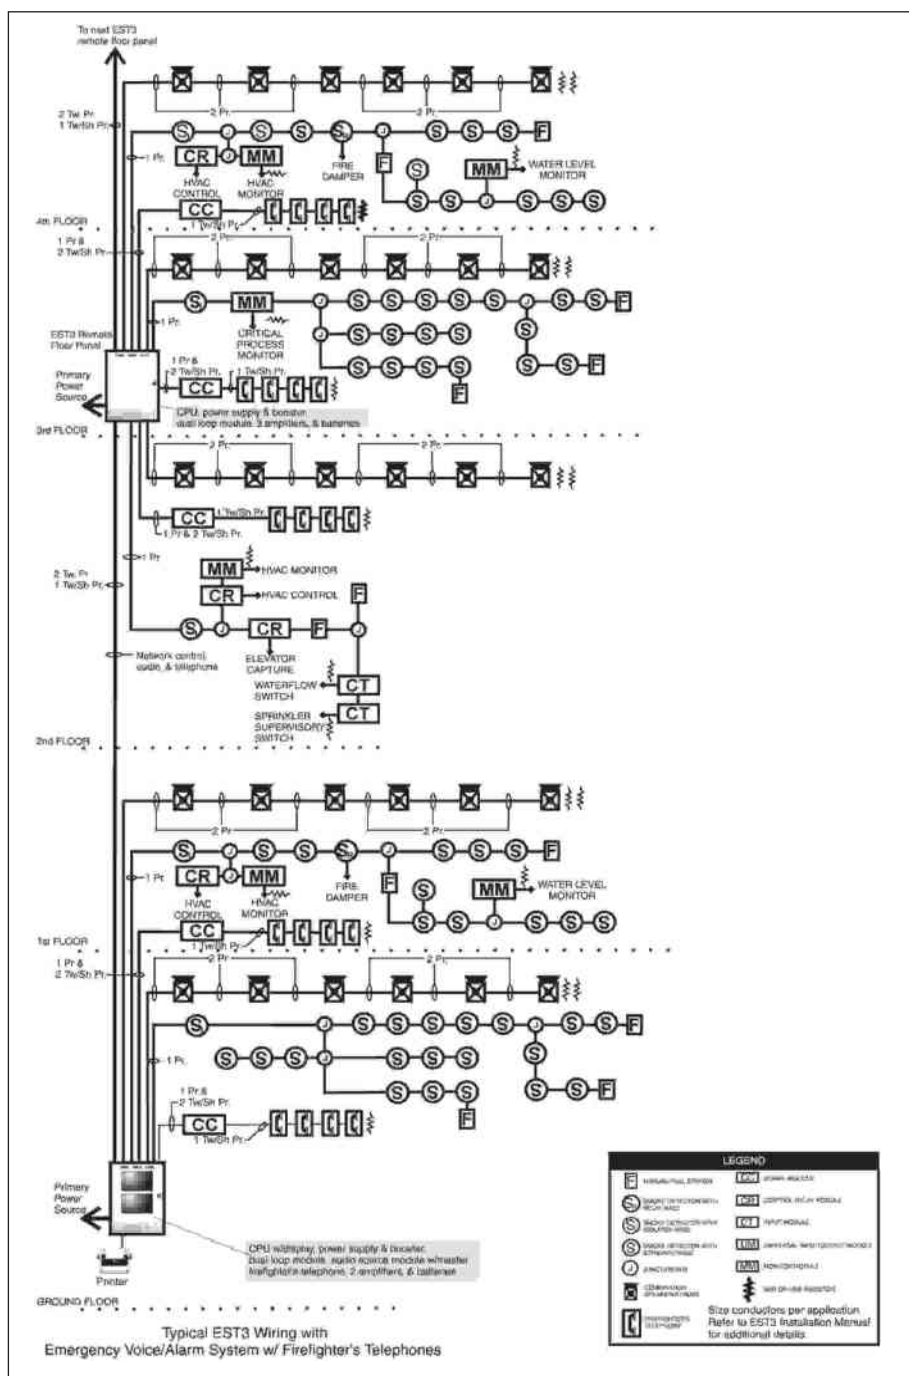 To next EST3
remote floor panel
2 Pr.
2 Pr.
2 Tw. Pr.
1 Tw/Sh Pr.
S S S S S J S S S F
1 Pr.
CR J MM
F
S
MM
WATER LEVEL
MONITOR
HVAC
CONTROL
HVAC
MONITOR
FIRE
DAMPER
S S J S S S
CC
1 Tw/Sh Pr.
4th FLOOR
1 Pr &
2 Tw/Sh Pr.
2 Pr.
2 Pr.
S MM J S S S S S J S S F
1 Pr.
J S S S S
CRITICAL
PROCESS
MONITOR
S S S S S S F
F
EST3 Remote
Floor Panel
Primary
Power
Source
1 Pr &
2 Tw/Sh Pr.
1 Tw/Sh Pr.
CC
CPU, power supply & booster,
dual loop module, 3 amplifiers, & batteries
3rd FLOOR
2 Pr.
2 Pr.
CC
1 Tw/Sh Pr.
1 Pr & 2 Tw/Sh Pr.
1 Pr.
2 Tw. Pr.
1 Tw/Sh Pr.
MM
HVAC MONITOR
CR
HVAC CONTROL
F
S J CR F J
Network control,
audio, & telephone
ELEVATOR
CAPTURE
WATERFLOW
SWITCH
CT
SPRINKLER
SUPERVISORY
SWITCH
CT
2nd FLOOR
2 Pr.
2 Pr.
S J S S S J S S S F
1 Pr.
CR J MM
F
S
MM
WATER LEVEL
MONITOR
HVAC
CONTROL
HVAC
MONITOR
FIRE
DAMPER
S S J S S S
CC
1 Tw/Sh Pr.
1st FLOOR
1 Pr &
2 Tw/Sh Pr.
2 Pr.
2 Pr.
S J S S S S S J S S F
1 Pr.
S S S J S S S S
S S S S S F
F
1 Pr &
2 Tw/Sh Pr.
CC
1 Tw/Sh Pr.
Primary
Power
Source
CPU w/display, power supply & booster,
dual loop module, audio source module w/master
firefighter's telephone, 2 amplifiers, & batteries
Printer
GROUND FLOOR
Typical EST3 Wiring with
Emergency Voice/Alarm System w/ Firefighter's Telephones
LEGEND
F
CC
S
CR CONTROL RELAY MODULE
S
CT INPUT MODULE
S
UM
J
MM
Size conductors per application.
Refer to EST3 Installation Manual
for additional details.